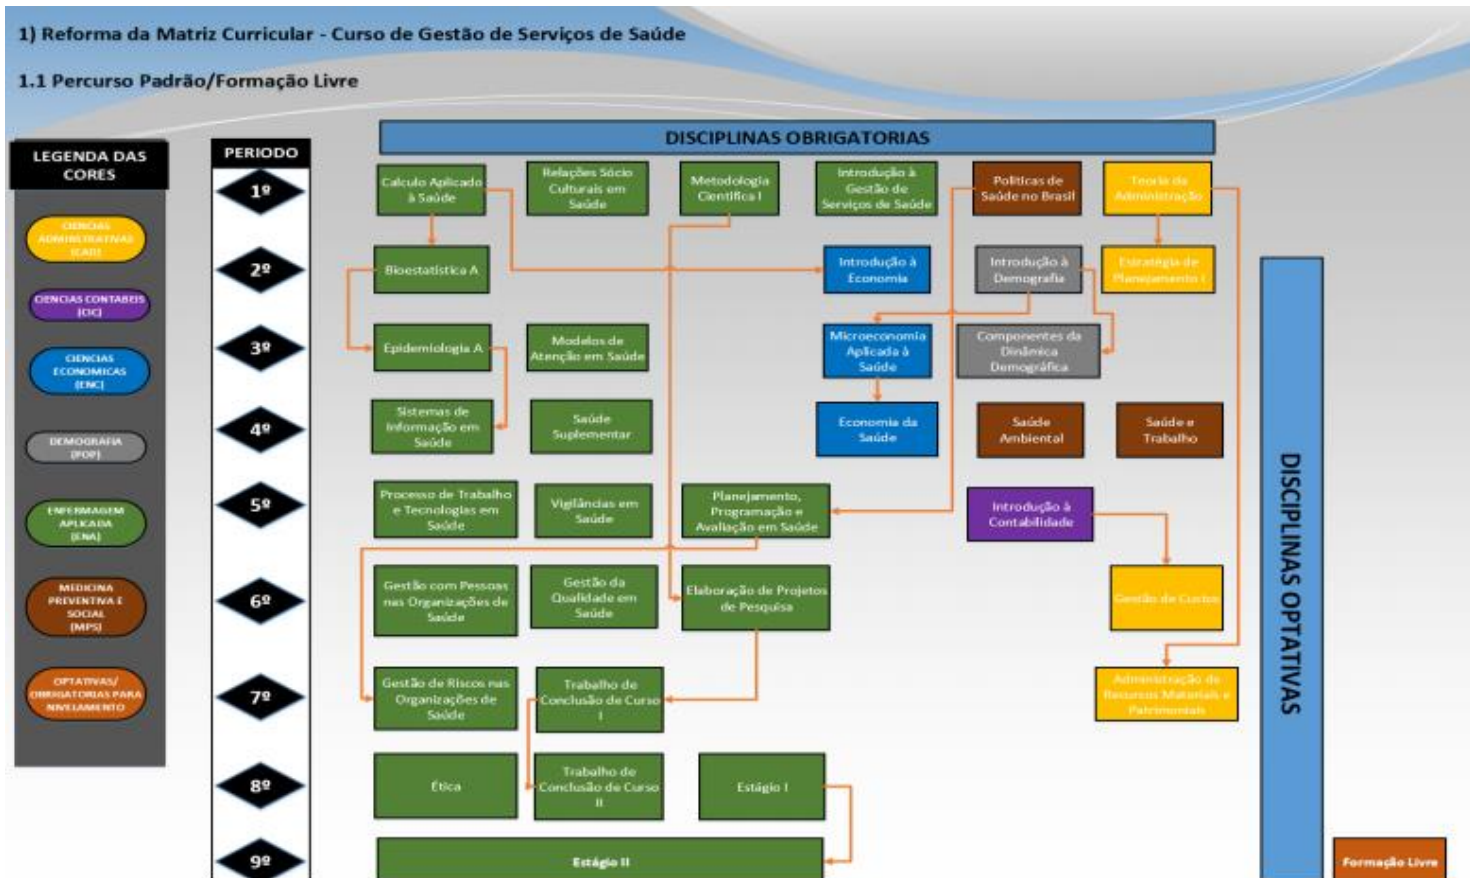 1) Reforma da Matriz Curricular - Curso de Gestão de Serviços de Saúde
1.1 Percurso Padrão/Formação Livre
DISCIPLINAS OBRIGATORIAS
LEGENDA DAS
CORES
CIENCIAS
ADMINISTRATIVAS
(CAD)
CIENCIAS CONTABEIS
(CIC)
CIENCIAS
ECONOMICAS
(ENC)
DEMOGRAFIA
(POP)
ENFERMAGEM
APLICADA
(ENA)
MEDICINA
PREVENTIVA E
SOCIAL
(MPS)
OPTATIVAS/
OBRIGATORIAS PARA
NIVELAMENTO
PERIODO
1º
Calculo Aplicado
à Saúde
Relações Sócio
Culturais em
Saúde
Metodologia
Científica I
Introdução à
Gestão de
Serviços de Saúde
Políticas de
Saúde no Brasil
Teoria da
Administração
2º
Bioestatística A
Introdução à
Economia
Introdução à
Demografia
Estratégia de
Planejamento I
3º
Epidemiologia A
Modelos de
Atenção em Saúde
Microeconomia
Aplicada à
Saúde
Componentes da
Dinâmica
Demográfica
4º
Sistemas de
Informação em
Saúde
Saúde
Suplementar
Economia da
Saúde
Saúde
Ambiental
Saúde e
Trabalho
5º
Processo de Trabalho
e Tecnologias em
Saúde
Vigilâncias em
Saúde
Planejamento,
Programação e
Avaliação em Saúde
Introdução à
Contabilidade
6º
Gestão com Pessoas
nas Organizações de
Saúde
Gestão da
Qualidade em
Saúde
Elaboração de Projetos
de Pesquisa
Gestão de Custos
7º
Gestão de Riscos nas
Organizações de
Saúde
Trabalho de
Conclusão de Curso
I
Administração de
Recursos Materiais e
Patrimoniais
8º
Ética
Trabalho de
Conclusão de Curso
II
Estágio I
9º
Estágio II
DISCIPLINAS OPTATIVAS
Formação Livre